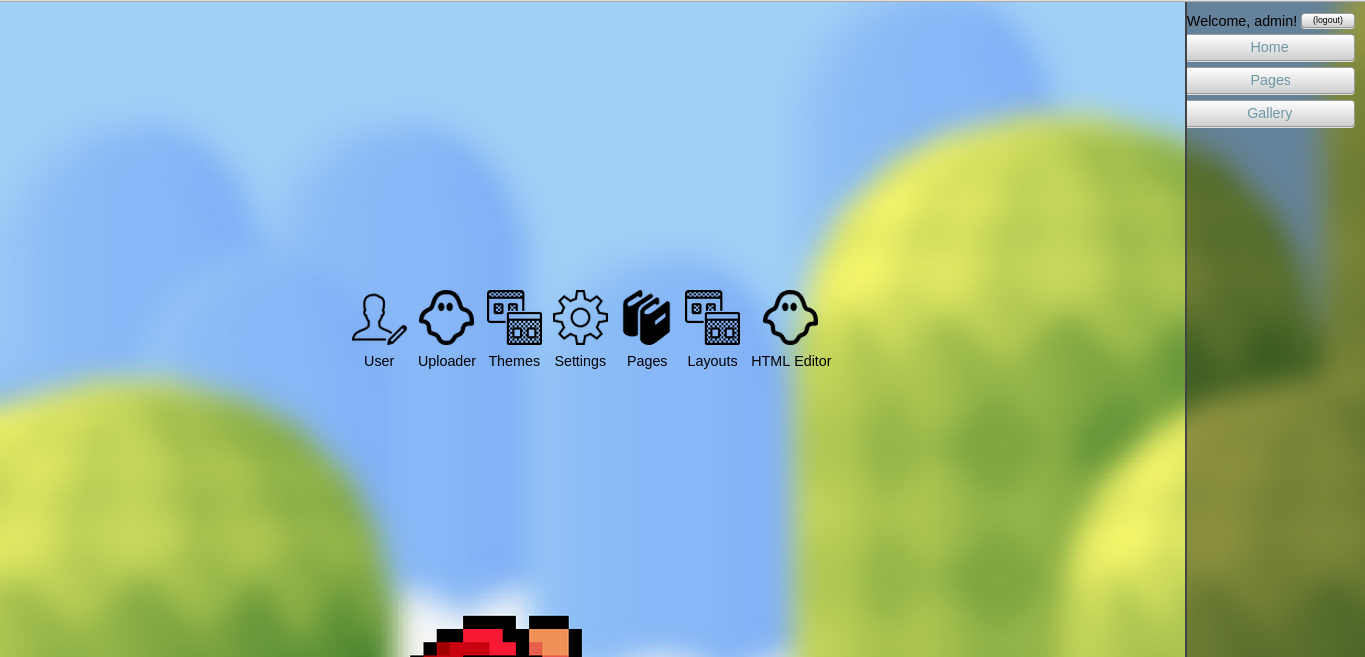 Welcome, admin! (logout)
Home
Pages
Gallery
User Uploader Themes Settings Pages Layouts HTML Editor